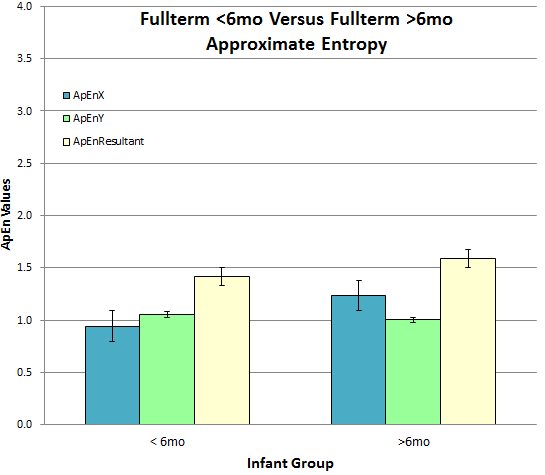 Fullterm <6mo Versus Fullterm >6mo
Approximate Entropy
4.0
3.5
3.0
2.5
2.0
1.5
1.0
0.5
0.0
ApEn Values
ApEnX
ApEnY
ApEnResultant
< 6mo
>6mo
Infant Group